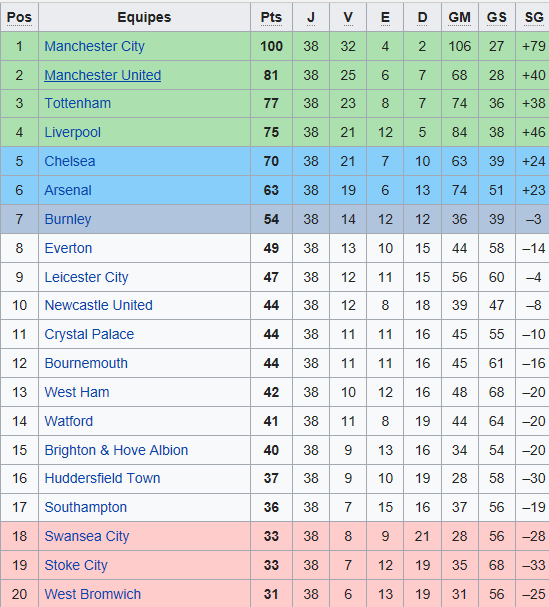 Pos Equipes Pts J V E D GM GS SG
1 Manchester City 100 38 32 4 2 106 27 +79
2 Manchester United 81 38 25 6 7 68 28 +40
3 Tottenham 77 38 23 8 7 74 36 +38
4 Liverpool 75 38 21 12 5 84 38 +46
5 Chelsea 70 38 21 7 10 63 39 +24
6 Arsenal 63 38 19 6 13 74 51 +23
7 Burnley 54 38 14 12 12 36 39 –3
8 Everton 49 38 13 10 15 44 58 –14
9 Leicester City 47 38 12 11 15 56 60 –4
10 Newcastle United 44 38 12 8 18 39 47 –8
11 Crystal Palace 44 38 11 11 16 45 55 –10
12 Bournemouth 44 38 11 11 16 45 61 –16
13 West Ham 42 38 10 12 16 48 68 –20
14 Watford 41 38 11 8 19 44 64 –20
15 Brighton & Hove Albion 40 38 9 13 16 34 54 –20
16 Huddersfield Town 37 38 9 10 19 28 58 –30
17 Southampton 36 38 7 15 16 37 56 –19
18 Swansea City 33 38 8 9 21 28 56 –28
19 Stoke City 33 38 7 12 19 35 68 –33
20 West Bromwich 31 38 6 13 19 31 56 –25